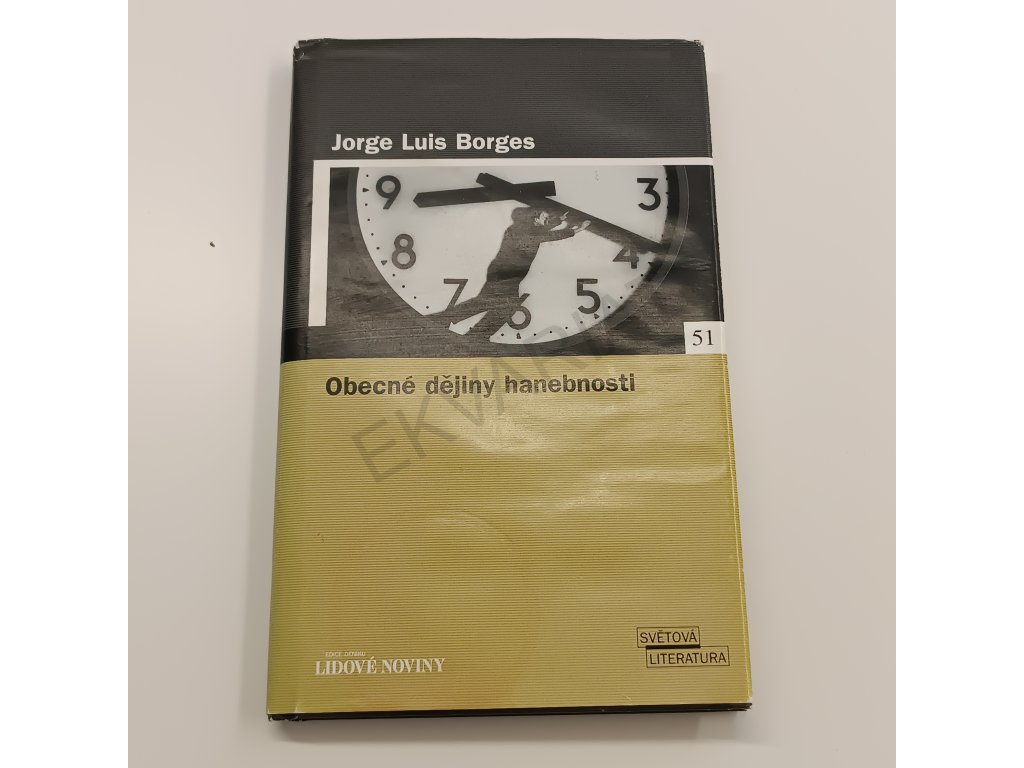 Jorge Luis Borges
9
3
8
4
7
6
5
51
Obecné dějiny hanebnosti
EDICE DENÍKU
LIDOVÉ NOVINY
SVĚTOVÁ
LITERATURA